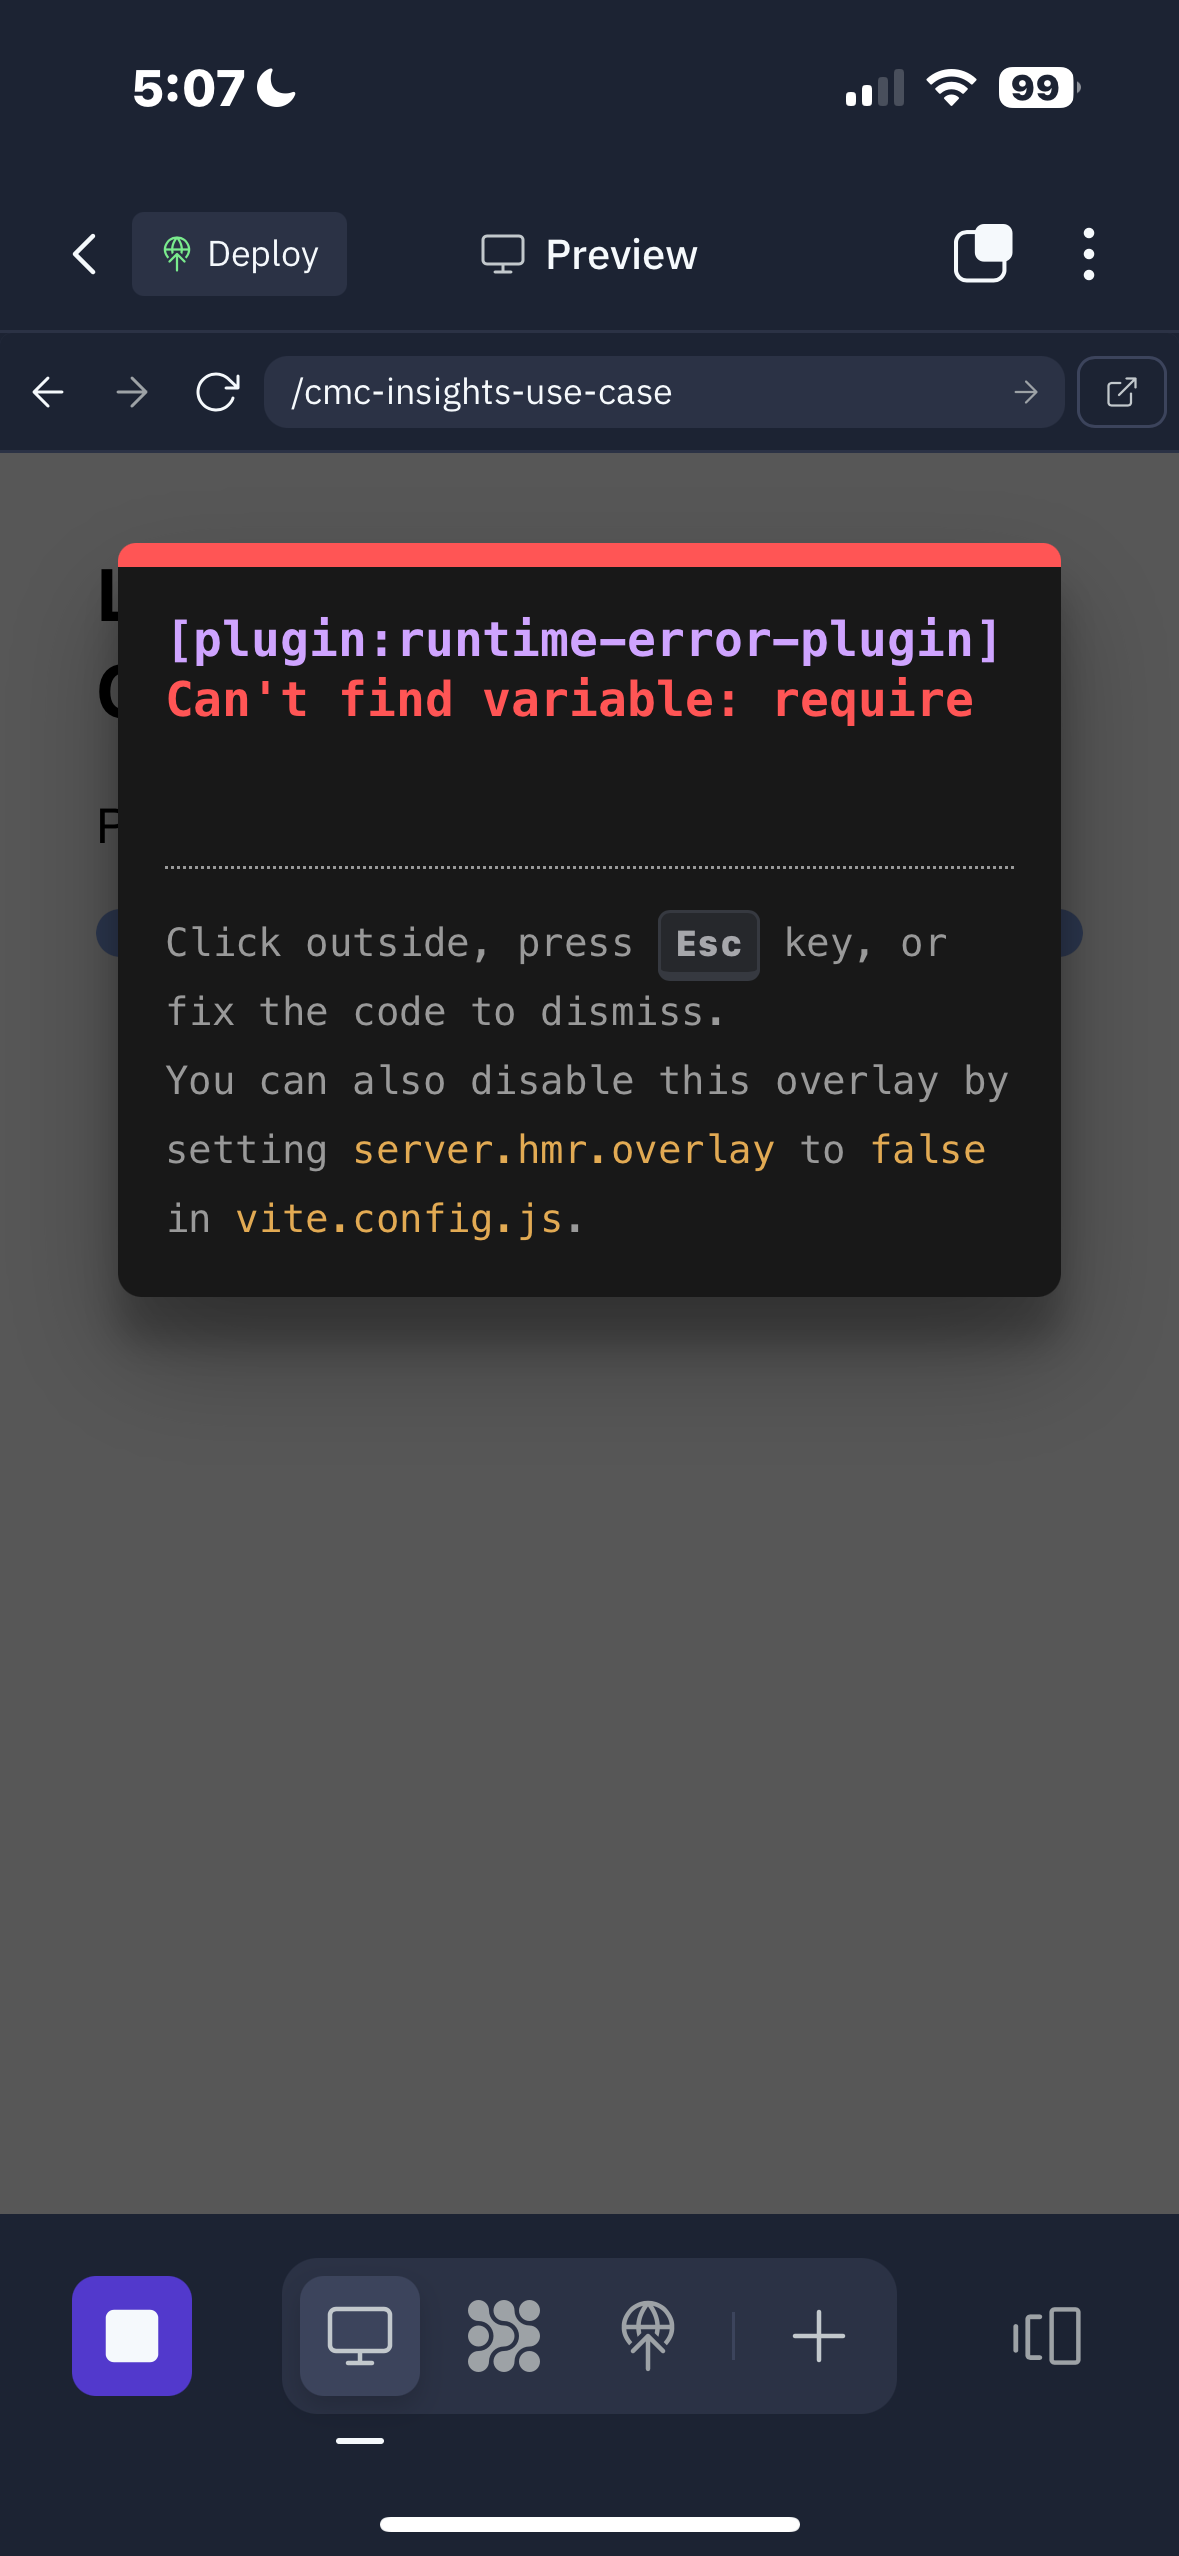 5:07
99
Deploy
Preview
/cmc-insights-use-case
[plugin:runtime-error-plugin]
Can't find variable: require
Click outside, press Esc key, or
fix the code to dismiss.
You can also disable this overlay by
setting server.hmr.overlay to false
in vite.config.js.